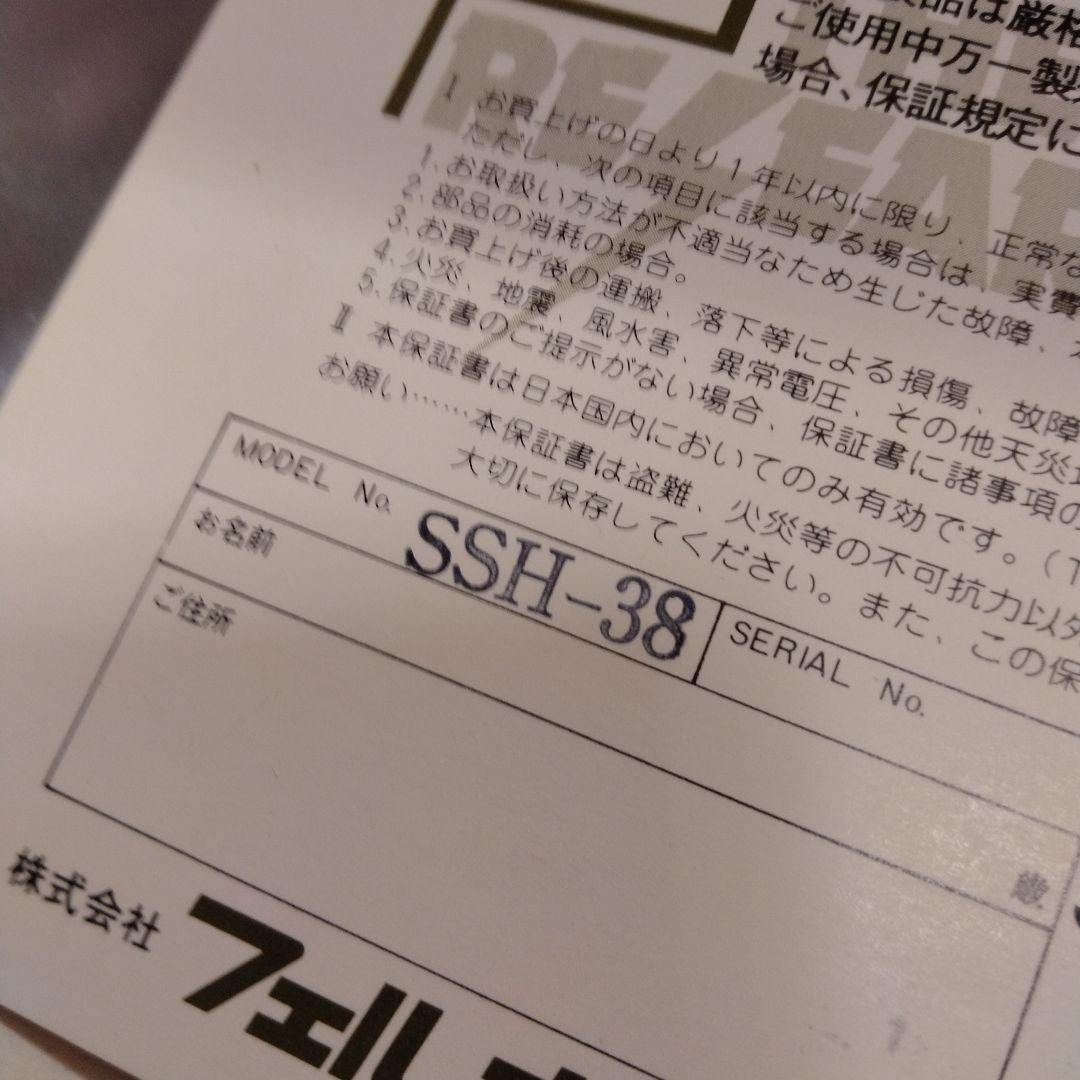 品は厳格
ご使用中万一製
場合、保証規定に
I お買上げの日より1年以内に限り、正常な
ただし、次の項目に該当する場合は、実費
1. お取扱い方法が不適当なため生じた故障、
2. 部品の消耗の場合。
3. お買上げ後の運搬、落下等による損傷、故障
4. 火災、地震、風水害、異常電圧、その他天災
5. 保証書のご提示がない場合、保証書に諸事項の
II 本保証書は日本国内においてのみ有効です。(T
お願い……本保証書は盗難、火災等の不可抗力以外
大切に保存してください。また、この保
MODEL No. SSH-38 SERIAL No.
お名前
歳
ご住所
株式会社 フェル